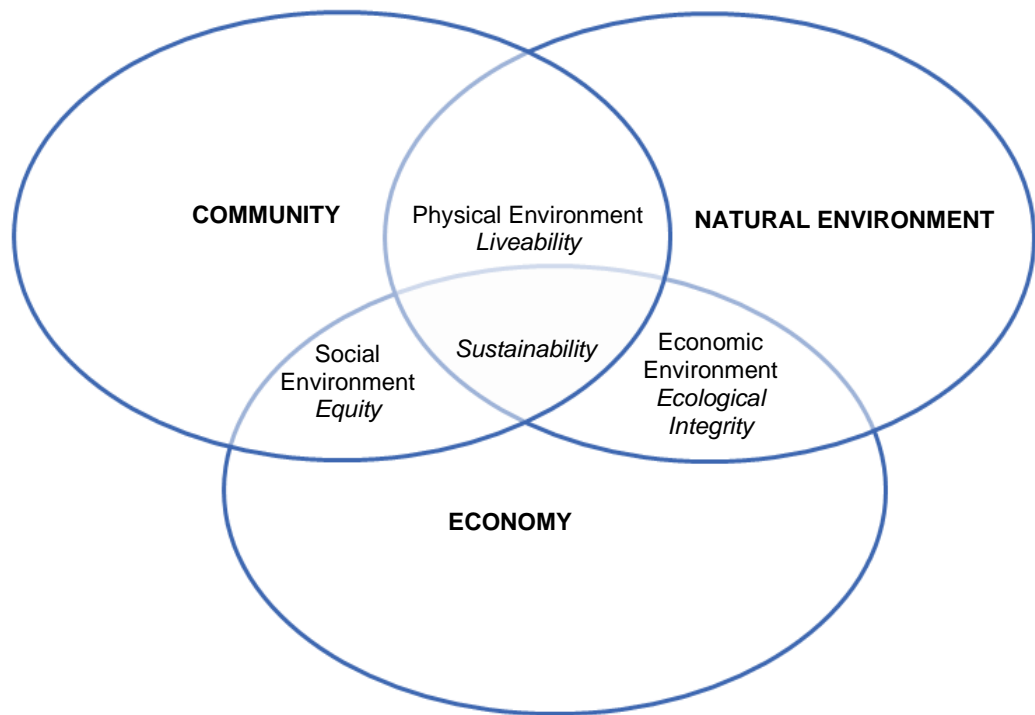 COMMUNITY
Physical Environment
Liveability
NATURAL ENVIRONMENT
Social
Environment
Equity
Sustainability
Economic
Environment
Ecological
Integrity
ECONOMY